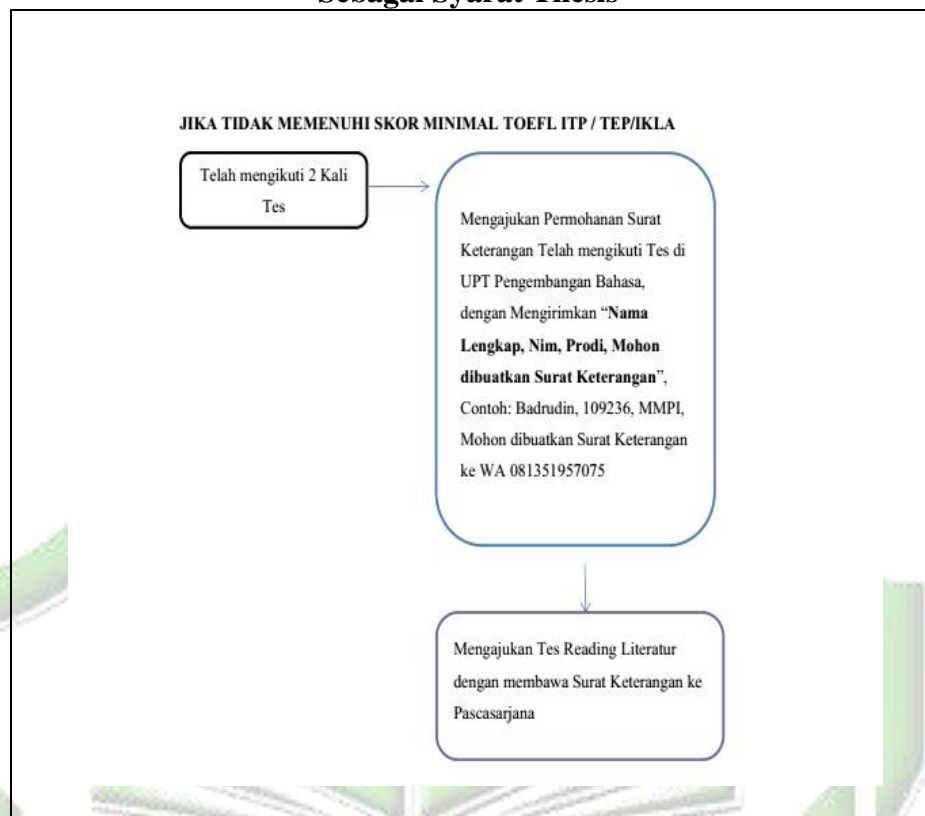 Sebagai Syarat Thesis
JIKA TIDAK MEMENUHI SKOR MINIMAL TOEFL ITP / TEP/IKLA
Telah mengikuti 2 Kali
Tes
Mengajukan Permohanan Surat
Keterangan Telah mengikuti Tes di
UPT Pengembangan Bahasa,
dengan Mengirimkan “Nama
Lengkap, Nim, Prodi, Mohon
dibuatkan Surat Keterangan”,
Contoh: Badrudin, 109236, MMPI,
Mohon dibuatkan Surat Keterangan
ke WA 081351957075
Mengajukan Tes Reading Literatur
dengan membawa Surat Keterangan ke
Pascasarjana